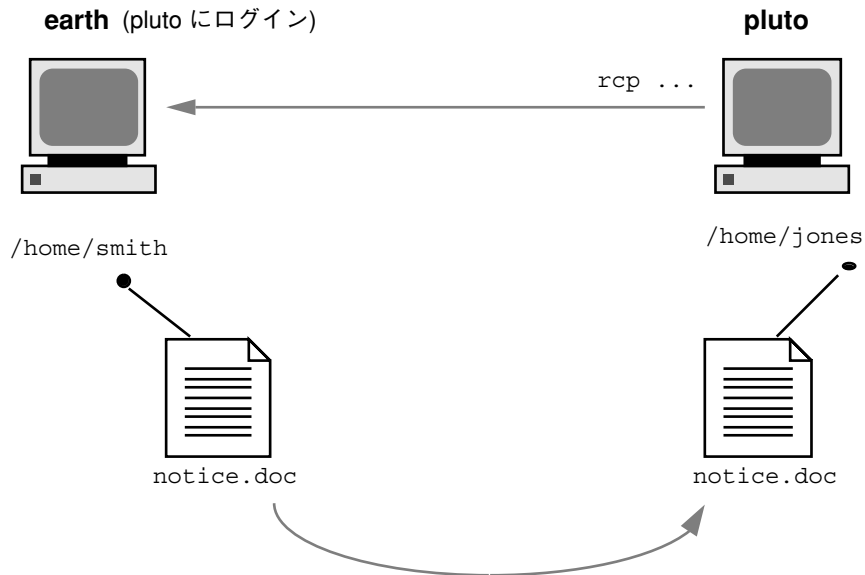 earth (pluto にログイン)
pluto
rcp ...
/home/smith
/home/jones
notice.doc
notice.doc